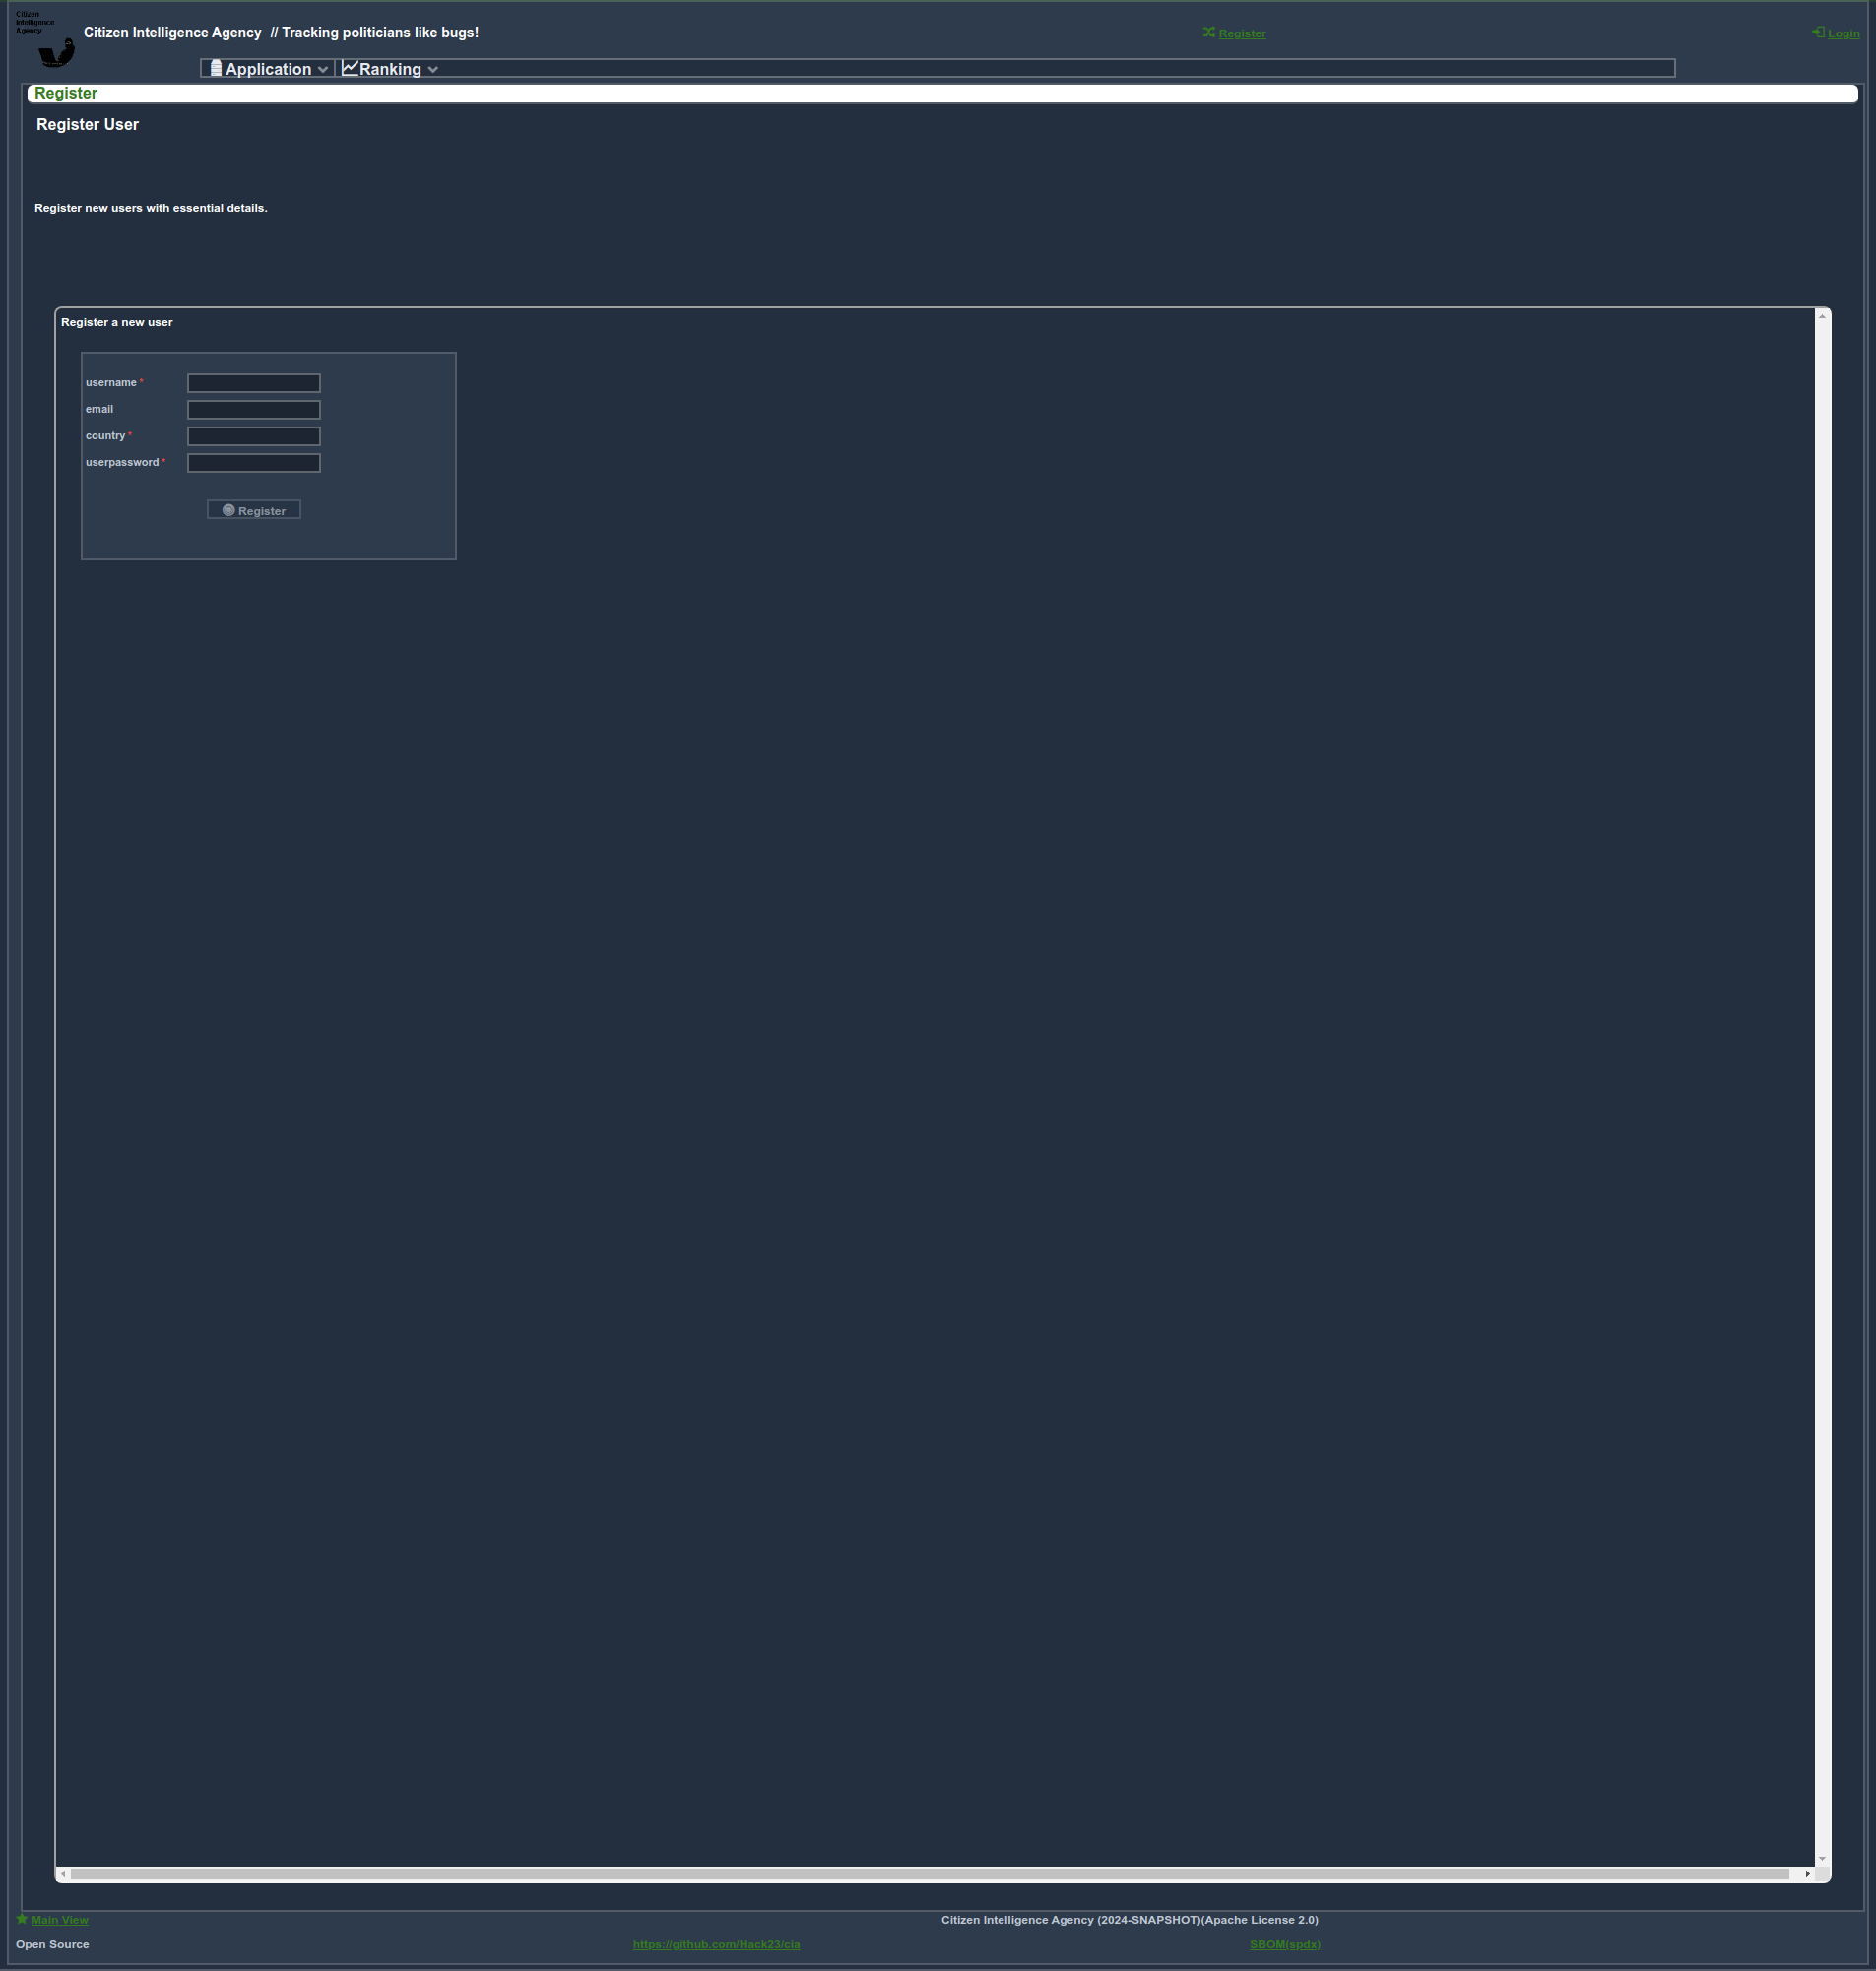 Citizen
Intelligence
Agency
Citizen Intelligence Agency // Tracking politicians like bugs!
Register
Login
Application
Ranking
Register
Register User
Register new users with essential details.
Register a new user
username *
email
country *
userpassword *
Register
Main View
Citizen Intelligence Agency (2024-SNAPSHOT)(Apache License 2.0)
Open Source
https://github.com/Hack23/cia
SBOM(spdx)